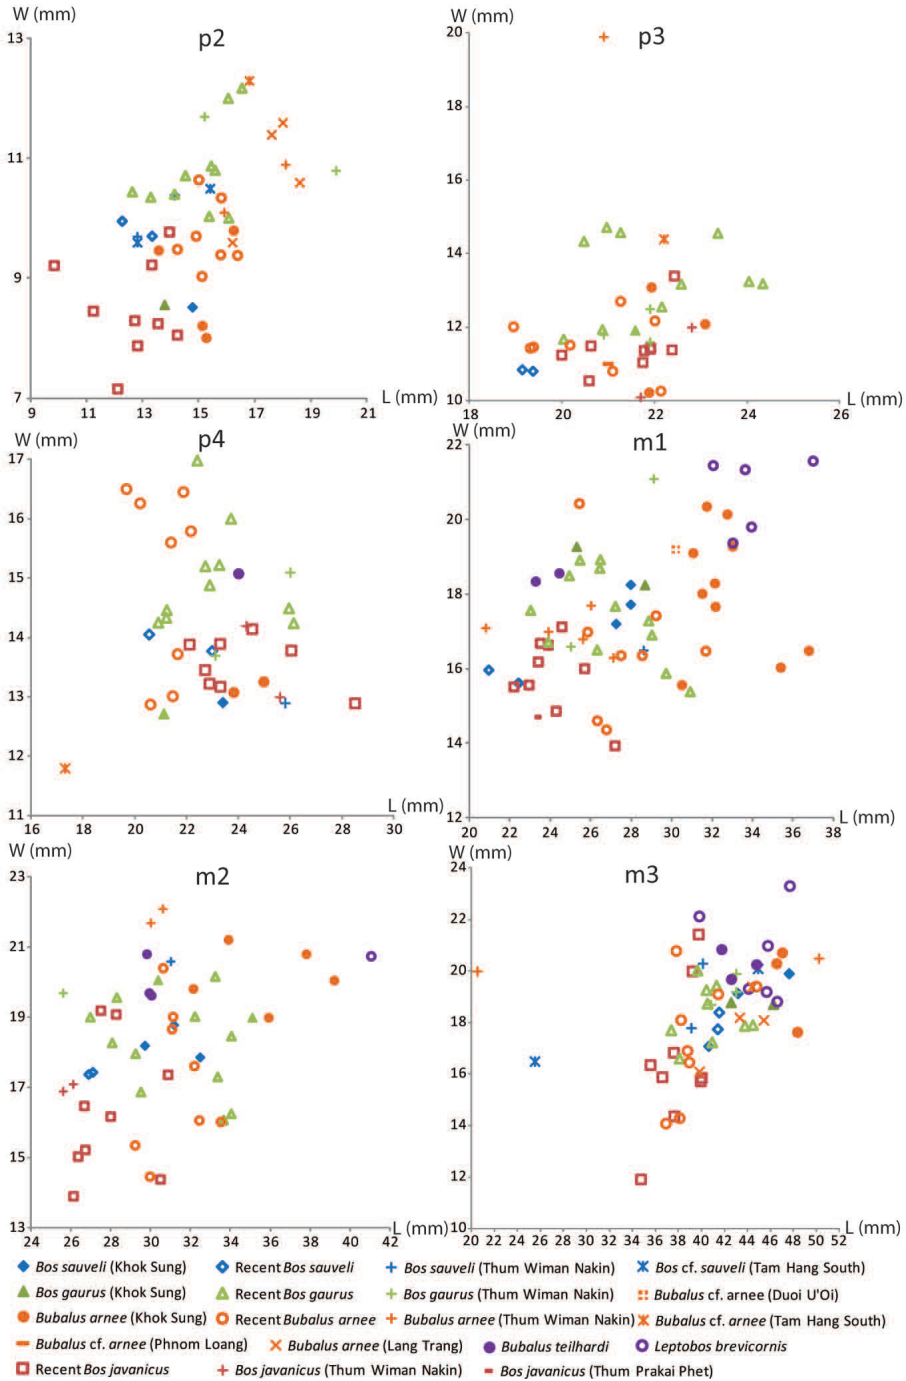 W (mm)
p2
13
11
9
7
9 11 13 15 17 19 21
L (mm)
W (mm)
p3
20
18
16
14
12
10
18 20 22 24 26
L (mm)
W (mm)
p4
17
16
15
14
13
12
11
16 18 20 22 24 26 28 30
L (mm)
W (mm)
m1
22
20
18
16
14
12
20 22 24 26 28 30 32 34 36 38
L (mm)
W (mm)
m2
23
21
19
17
15
13
24 26 28 30 32 34 36 38 40 42
L (mm)
W (mm)
m3
24
22
20
18
16
14
12
10
20 24 28 32 36 40 44 48 52
L (mm)
Bos sauveli (Khok Sung) Recent Bos sauveli Bos sauveli (Thum Wiman Nakin) Bos cf. sauveli (Tam Hang South)
Bos gaurus (Khok Sung) Recent Bos gaurus Bos gaurus (Thum Wiman Nakin) Bubalus cf. arnee (Duoi U'Oi)
Bubalus arnee (Khok Sung) Recent Bubalus arnee Bubalus arnee (Thum Wiman Nakin) Bubalus cf. arnee (Tam Hang South)
Bubalus cf. arnee (Phnom Loang) Bubalus arnee (Lang Trang) Bubalus teilhardi Leptobos brevicornis
Recent Bos javanicus Bos javanicus (Thum Wiman Nakin) Bos javanicus (Thum Prakai Phet)